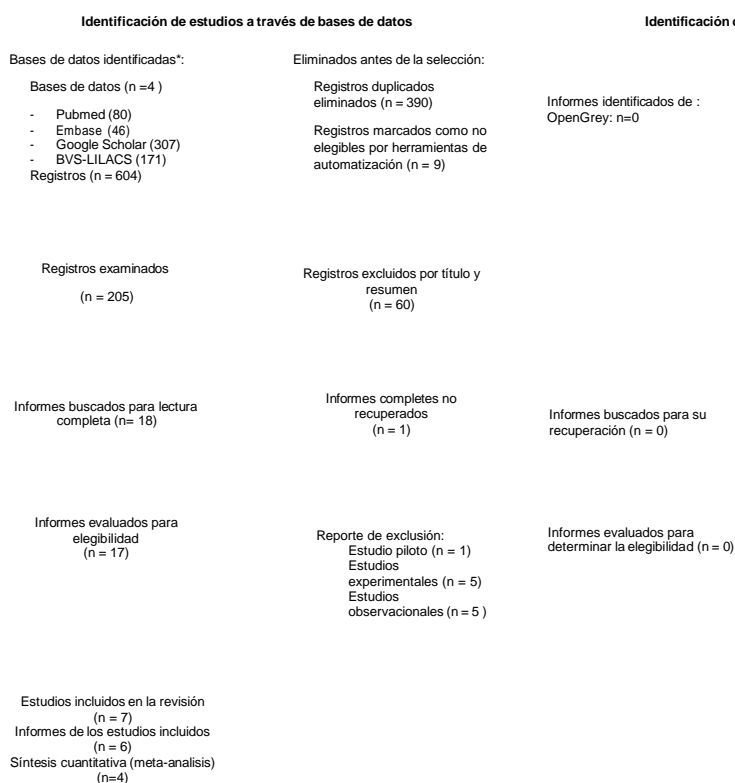 Identificación de estudios a través de bases de datos
Identificación
Bases de datos identificadas*:
Bases de datos (n =4 )
- Pubmed (80)
- Embase (46)
- Google Scholar (307)
- BVS-LILACS (171)
Registros (n = 604)
Eliminados antes de la selección:
Registros duplicados
eliminados (n = 390)
Registros marcados como no
elegibles por herramientas de
automatización (n = 9)
Informes identificados de :
OpenGrey: n=0
Registros examinados
(n = 205)
Registros excluidos por título y
resumen
(n = 60)
Informes buscados para lectura
completa (n= 18)
Informes completes no
recuperados
(n = 1)
Informes buscados para su
recuperación (n = 0)
Informes evaluados para
elegibilidad
(n = 17)
Reporte de exclusión:
Estudio piloto (n = 1)
Estudios
experimentales (n = 5)
Estudios
observacionales (n = 5 )
Informes evaluados para
determinar la elegibilidad (n = 0)
Estudios incluidos en la revisión
(n = 7)
Informes de los estudios incluidos
(n = 6)
Síntesis cuantitativa (meta-analisis)
(n=4)